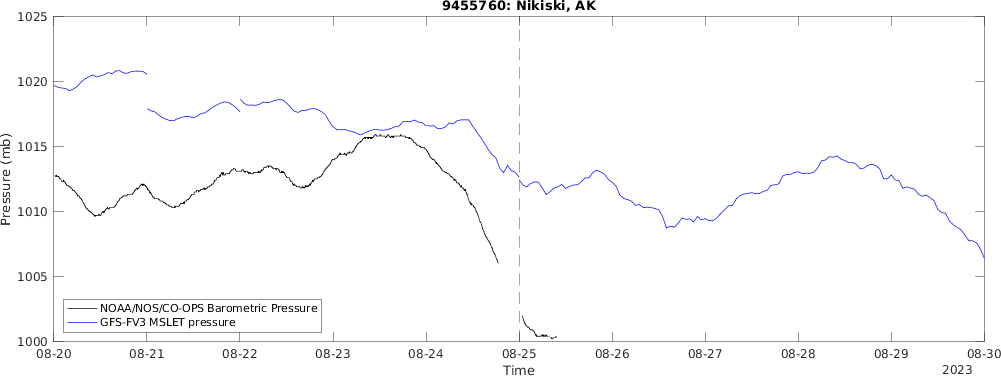 9455760: Nikiski, AK
Pressure (mb)
1025
1020
1015
1010
1005
1000
NOAA/NOS/CO-OPS Barometric Pressure
GFS-FV3 MSLET pressure
08-20 08-21 08-22 08-23 08-24 08-25 08-26 08-27 08-28 08-29 08-30
Time
2023